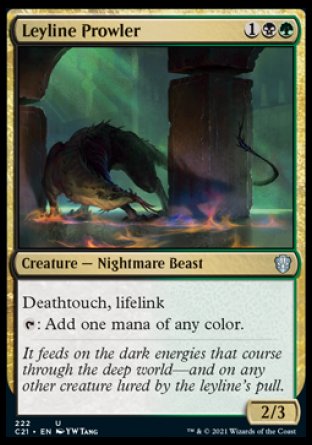 Leyline Prowler 1
Creature — Nightmare Beast
Deathtouch, lifelink
: Add one mana of any color.
It feeds on the dark energies that course
through the deep world—and on any
other creature lured by the leyline's pull.
2/3
222 U
C21 • EN YW Tang
™ & © 2021 Wizards of the Coast